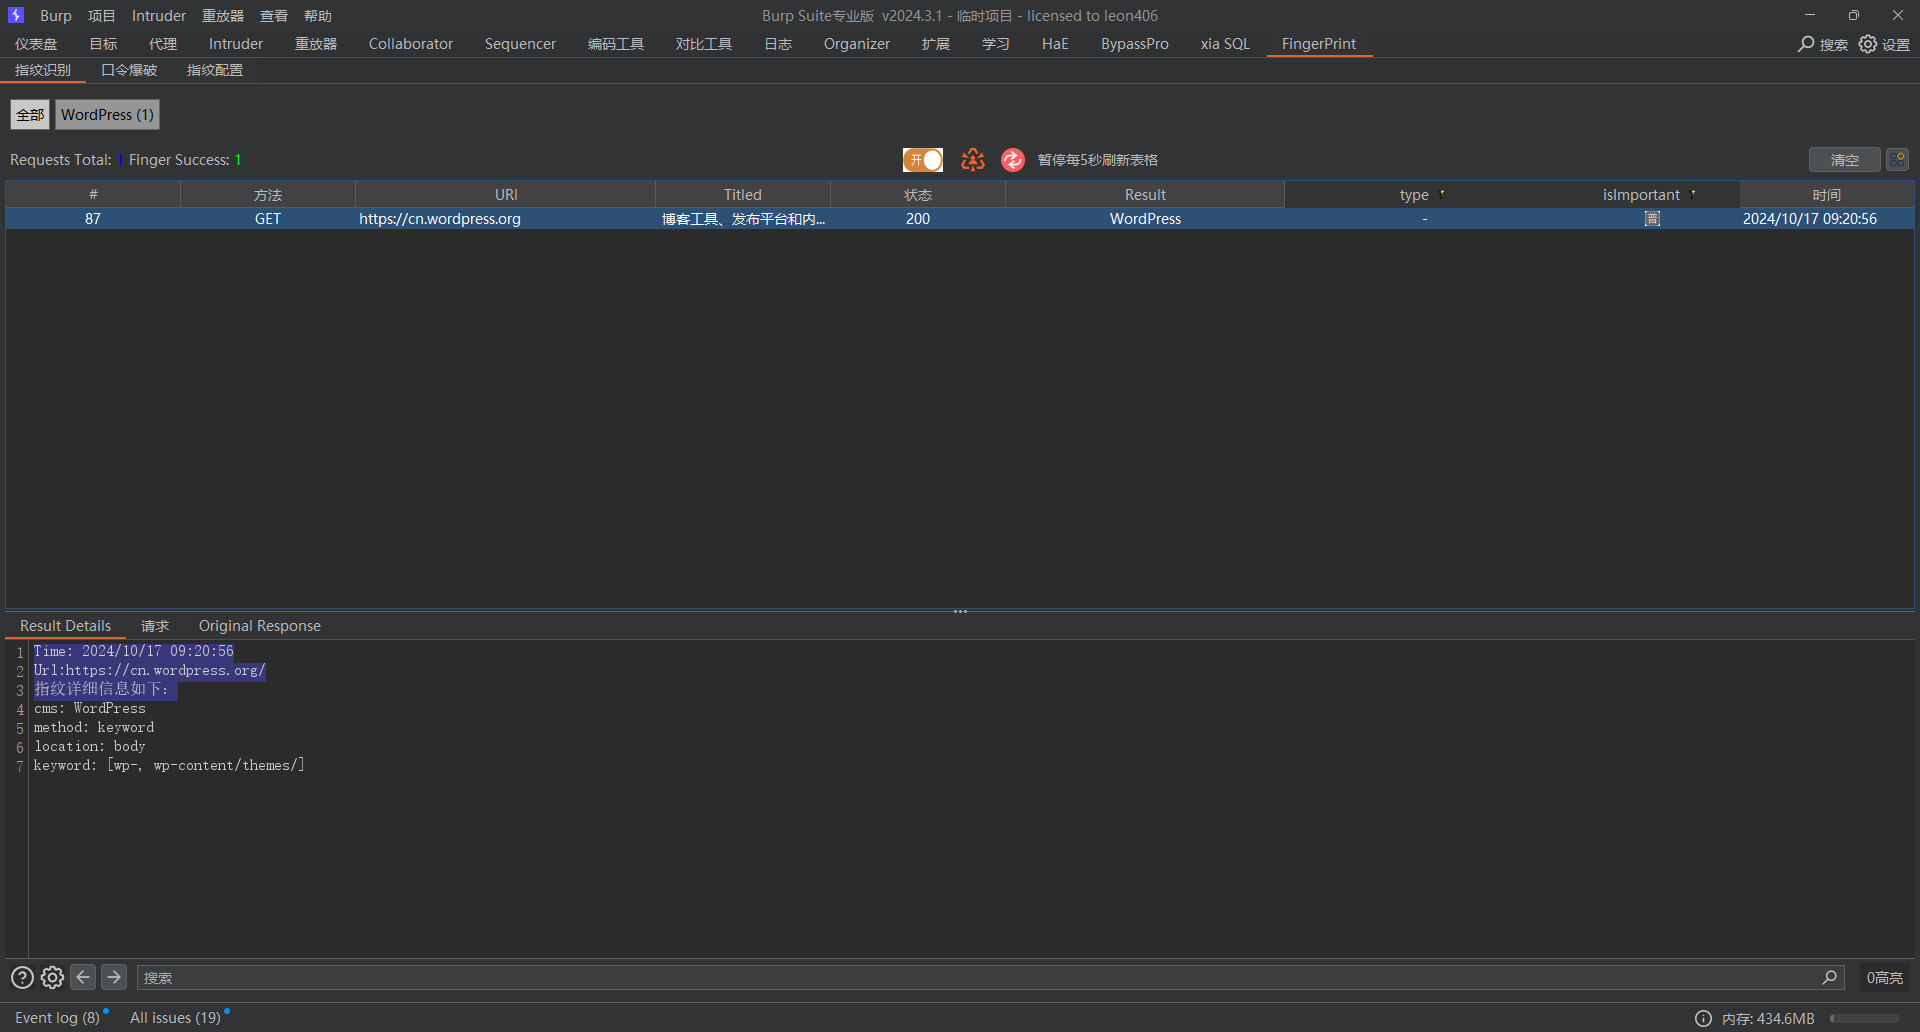 Burp 项目 Intruder 重放器 查看 帮助 Burp Suite专业版 v2024.3.1 - 临时项目 - licensed to leon406
仪表盘 目标 代理 Intruder 重放器 Collaborator Sequencer 编码工具 对比工具 日志 Organizer 扩展 学习 HaE BypassPro xia SQL FingerPrint 搜索 设置
指纹识别 口令爆破 指纹配置
全部 WordPress (1)
Requests Total: 1 Finger Success: 1 开 暂停每5秒刷新表格 清空
# 方法 URI Titled 状态 Result type isImportant 时间
87 GET https://cn.wordpress.org 博客工具、发布平台和内... 200 WordPress - 普 2024/10/17 09:20:56
Result Details 请求 Original Response
1 Time: 2024/10/17 09:20:56
2 Url:https://cn.wordpress.org/
3 指纹详细信息如下：
4 cms: WordPress
5 method: keyword
6 location: body
7 keyword: [wp-, wp-content/themes/]
搜索 0高亮
Event log (8) All issues (19) 内存: 434.6MB